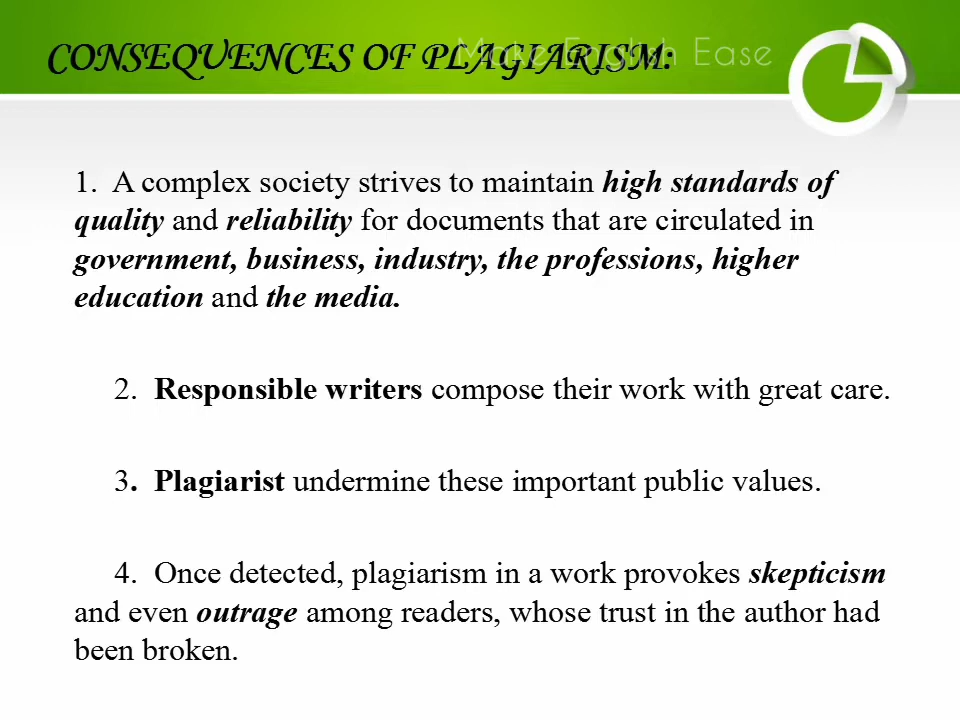 CONSEQUENCES OF PLAGIARISM:
Make English Ease
1. A complex society strives to maintain high standards of
quality and reliability for documents that are circulated in
government, business, industry, the professions, higher
education and the media.
2. Responsible writers compose their work with great care.
3. Plagiarist undermine these important public values.
4. Once detected, plagiarism in a work provokes skepticism
and even outrage among readers, whose trust in the author had
been broken.